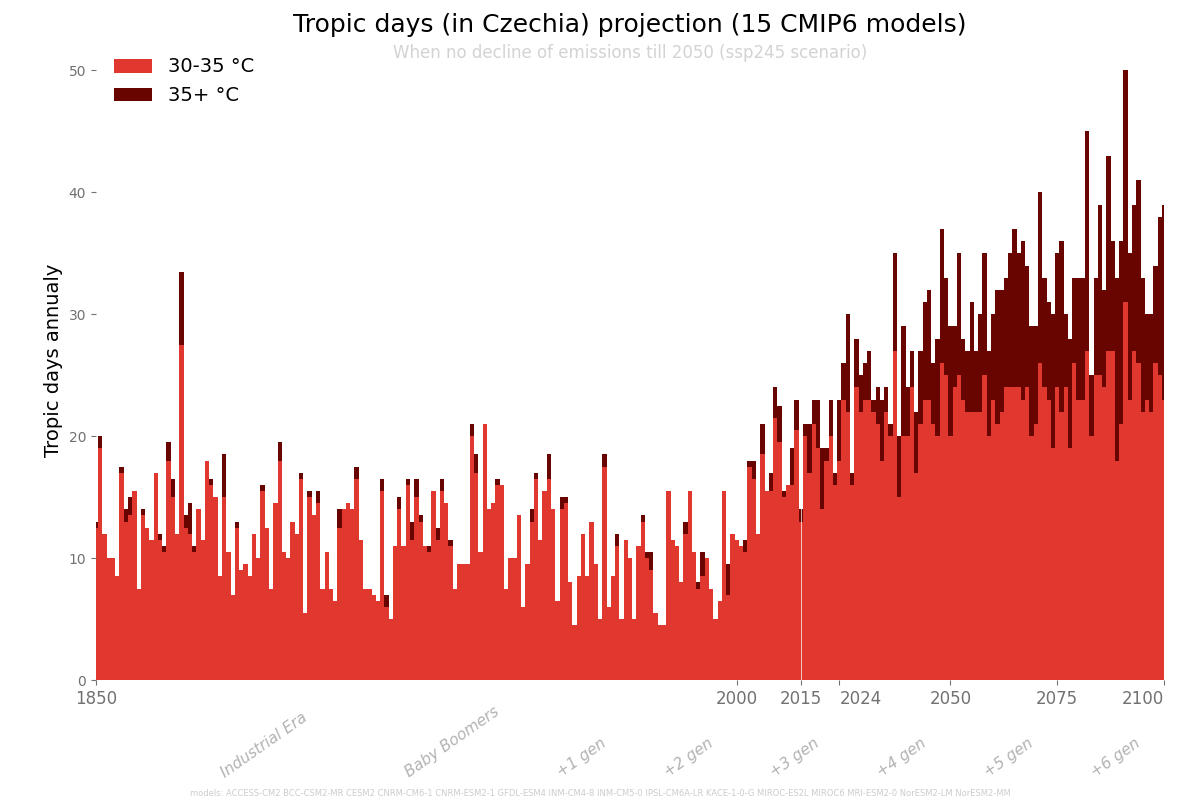 Tropic days (in Czechia) projection (15 CMIP6 models)
When no decline of emissions till 2050 (ssp245 scenario)
30-35 °C
35+ °C
Tropic days annualy
50
40
30
20
10
0
1850 2000 2015 2024 2050 2075 2100
Industrial Era Baby Boomers +1 gen +2 gen +3 gen +4 gen +5 gen +6 gen
models: ACCESS-CM2 BCC-CSM2-MR CESM2 CNRM-CM6-1 CNRM-ESM2-1 GFDL-ESM4 INM-CM4-8 INM-CM5-0 IPSL-CM6A-LR KACE-1-0-G MIROC-ES2L MIROC6 MRI-ESM2-0 NorESM2-LM NorESM2-MM